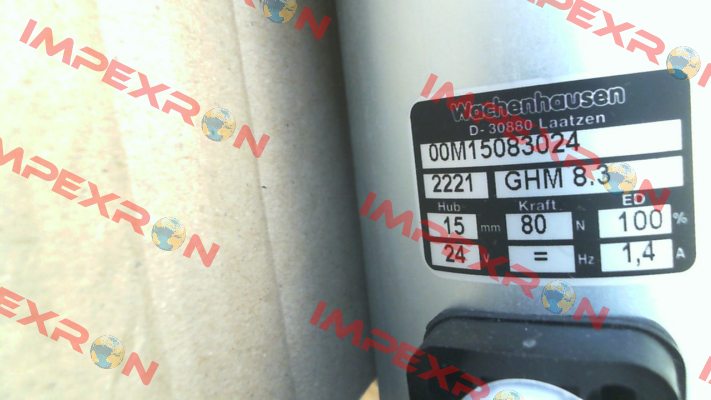 IMPEXRON
IMPEXRON
IMPEXRON
IMPEXRON
IMPEXRON
IMPEXRON
IMPEXRON
Wachenhausen
D- 30880 Laatzen
00M15083024
2221 GHM 8.3
Hub Kraft ED
15 mm 80 N 100 %
24 V = Hz 1,4 A